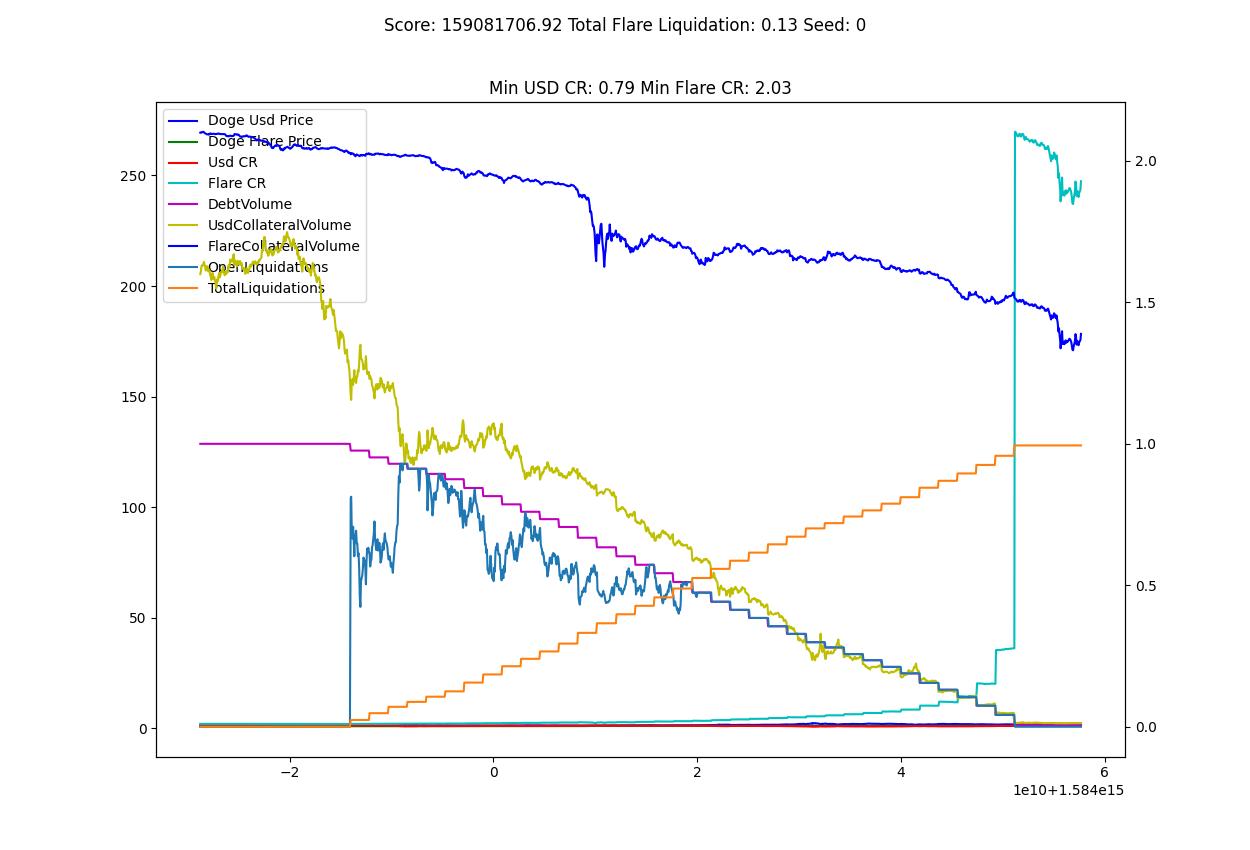 Score: 159081706.92 Total Flare Liquidation: 0.13 Seed: 0
Min USD CR: 0.79 Min Flare CR: 2.03
Doge Usd Price
Doge Flare Price
Usd CR
Flare CR
DebtVolume
UsdCollateralVolume
FlareCollateralVolume
OpenLiquidations
TotalLiquidations
250
200
150
100
50
0
2.0
1.5
1.0
0.5
0.0
−2 0 2 4 6
1e10+1.584e15